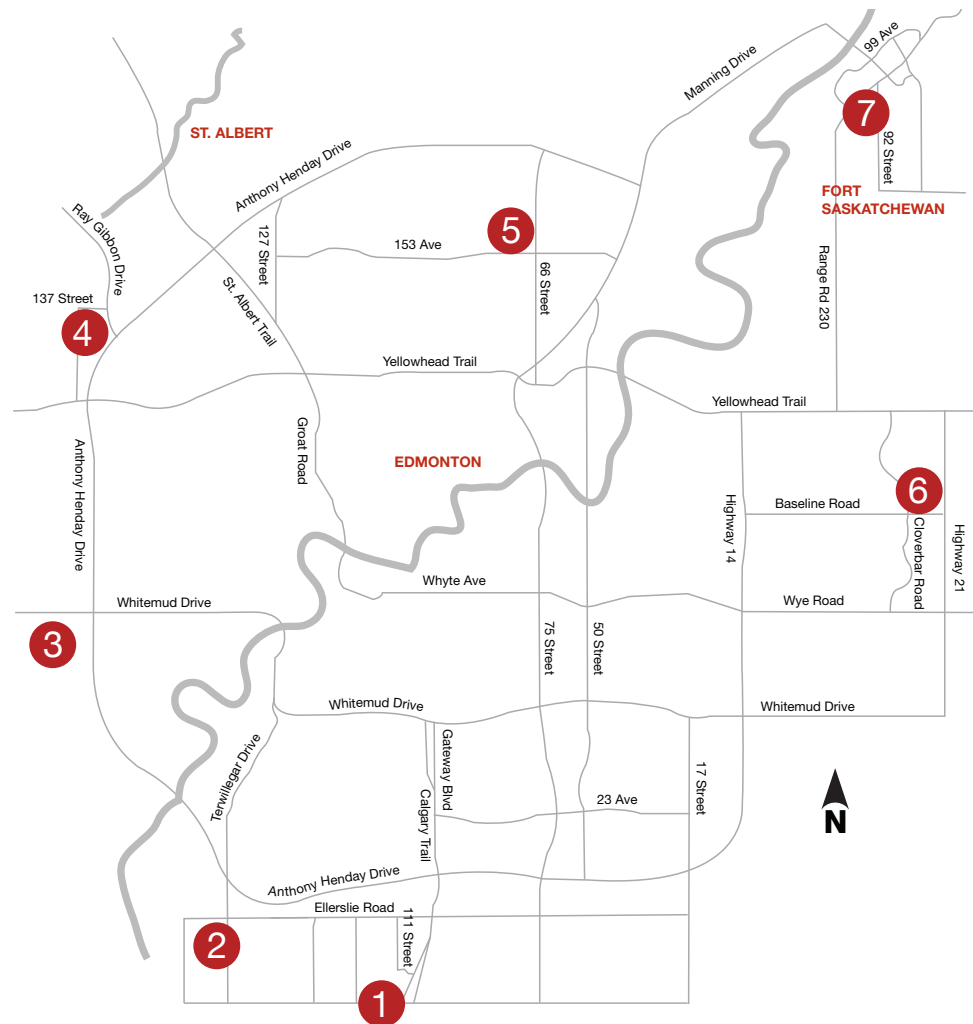 99 Ave
Manning Drive
7
ST. ALBERT
92 Street
Anthony Henday Drive
FORT
SASKATCHEWAN
Ray Gibbon Drive
127 Street
5
153 Ave
66 Street
Range Rd 230
St. Albert Trail
137 Street
4
Yellowhead Trail
Yellowhead Trail
Groat Road
EDMONTON
Anthony Henday Drive
Highway 14
6
Baseline Road
Cloverbar Road
Highway 21
Whyte Ave
Whitemud Drive
Wye Road
3
75 Street
50 Street
Whitemud Drive
Whitemud Drive
Terwillegar Drive
Gateway Blvd
Calgary Trail
17 Street
23 Ave
N
Anthony Henday Drive
Ellerslie Road
111 Street
2
1